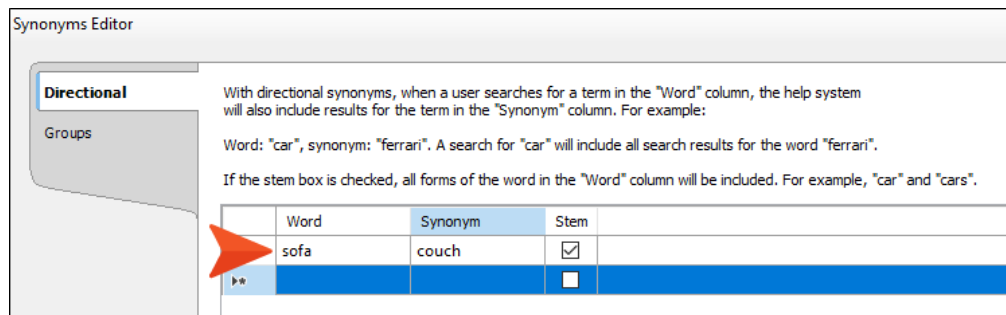 Synonyms Editor
Directional
Groups
With directional synonyms, when a user searches for a term in the "Word" column, the help system
will also include results for the term in the "Synonym" column. For example:
Word: "car", synonym: "ferrari". A search for "car" will include all search results for the word "ferrari".
If the stem box is checked, all forms of the word in the "Word" column will be included. For example, "car" and "cars".
Word Synonym Stem
sofa couch